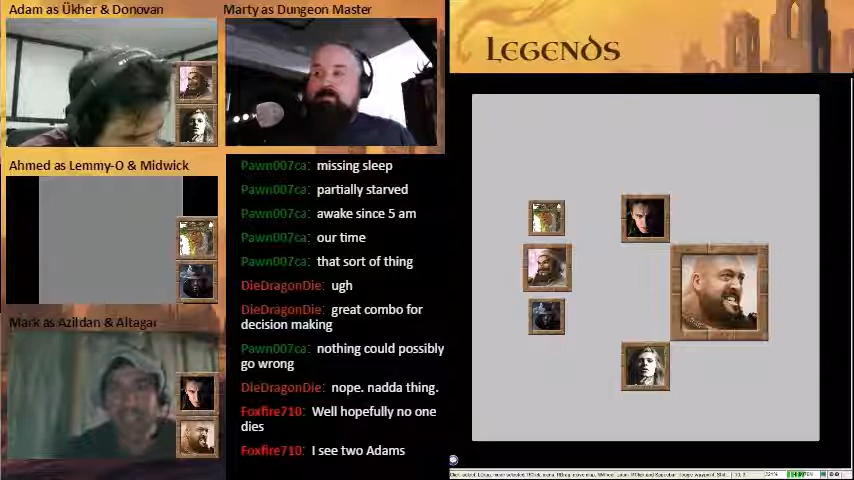 Adam as Ükher & Donovan
Marty as Dungeon Master
LEGENDS
Ahmed as Lemmy-O & Midwick
Mark as Azildan & Altagar
Pawn007ca: missing sleep
Pawn007ca: partially starved
Pawn007ca: awake since 5 am
Pawn007ca: our time
Pawn007ca: that sort of thing
DieDragonDie: ugh
DieDragonDie: great combo for
decision making
Pawn007ca: nothing could possibly
go wrong
DieDragonDie: nope. nadda thing.
Foxfire710: Well hopefully no one
dies
Foxfire710: I see two Adams